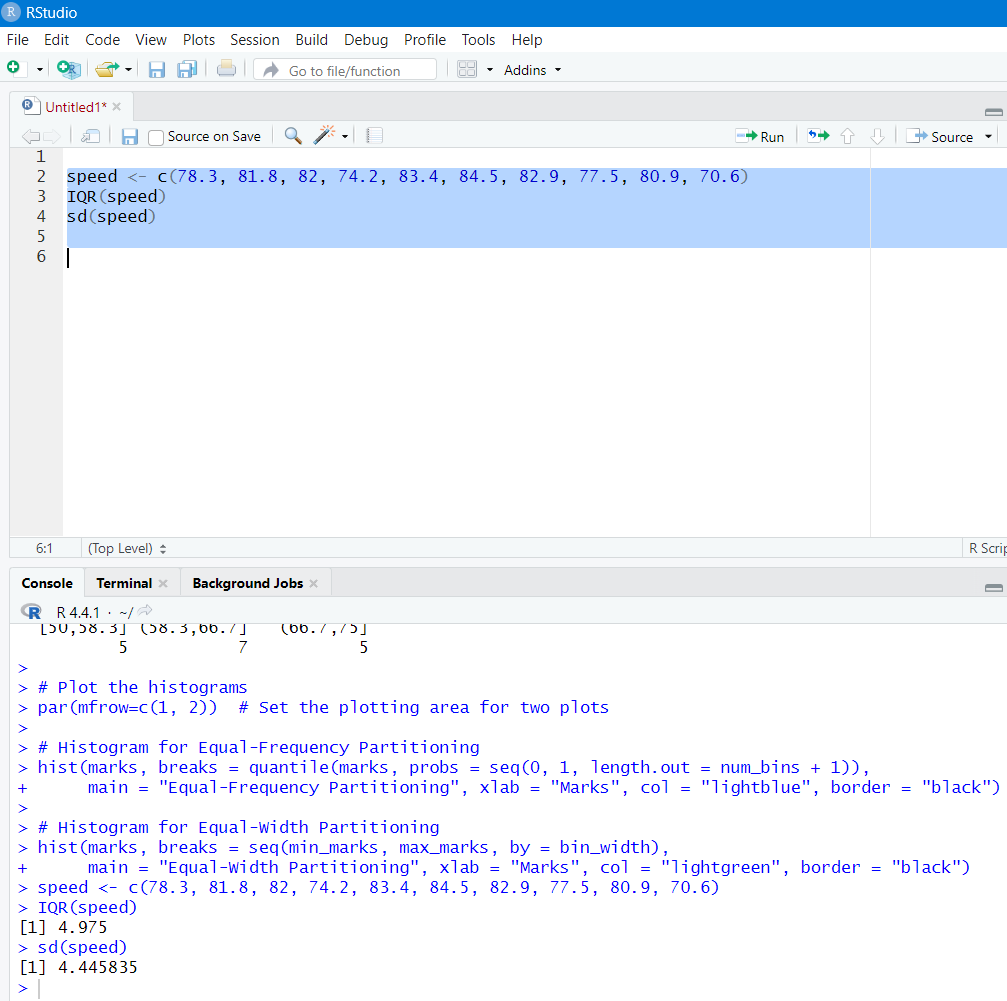 RStudio
File Edit Code View Plots Session Build Debug Profile Tools Help
Go to file/function Addins
Untitled1*
Source on Save Run Source
1
2 speed <- c(78.3, 81.8, 82, 74.2, 83.4, 84.5, 82.9, 77.5, 80.9, 70.6)
3 IQR(speed)
4 sd(speed)
5
6
6:1 (Top Level) R Scrip
Console Terminal Background Jobs
R 4.4.1 · ~/
[50,58.3] (58.3,66.7] (66.7,75]
5 7 5
>
> # Plot the histograms
> par(mfrow=c(1, 2))  # Set the plotting area for two plots
>
> # Histogram for Equal-Frequency Partitioning
> hist(marks, breaks = quantile(marks, probs = seq(0, 1, length.out = num_bins + 1)),
+      main = "Equal-Frequency Partitioning", xlab = "Marks", col = "lightblue", border = "black")
>
> # Histogram for Equal-Width Partitioning
> hist(marks, breaks = seq(min_marks, max_marks, by = bin_width),
+      main = "Equal-Width Partitioning", xlab = "Marks", col = "lightgreen", border = "black")
> speed <- c(78.3, 81.8, 82, 74.2, 83.4, 84.5, 82.9, 77.5, 80.9, 70.6)
> IQR(speed)
[1] 4.975
> sd(speed)
[1] 4.445835
>